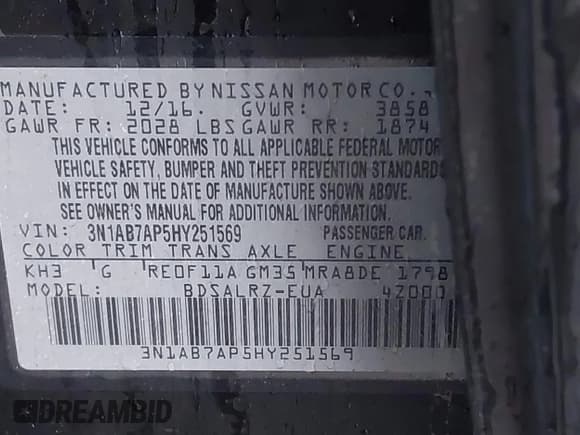 MANUFACTURED BY NISSAN MOTOR CO.,
DATE: 12/16. GVWR: 3858
GAWR FR: 2028 LBS GAWR RR: 1874
THIS VEHICLE CONFORMS TO ALL APPLICABLE FEDERAL MOTOR
VEHICLE SAFETY, BUMPER AND THEFT PREVENTION STANDARDS
IN EFFECT ON THE DATE OF MANUFACTURE SHOWN ABOVE.
SEE OWNER'S MANUAL FOR ADDITIONAL INFORMATION.
VIN: 3N1AB7AP5HY251569 PASSENGER CAR.
COLOR TRIM TRANS AXLE ENGINE
KH3 G RE0F11A GM35 MRA8DE 1798
MODEL: BDSALRZ-EUA 42000
3N1AB7AP5HY251569
DREAMBID